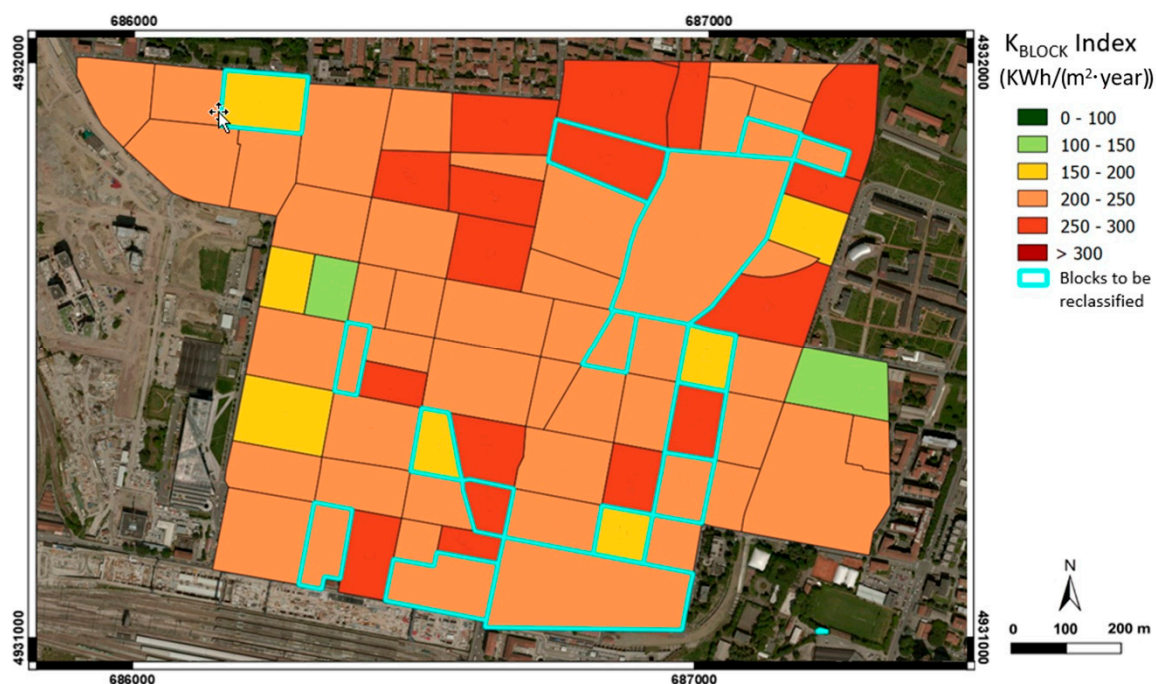 686000 687000
4932000 4932000
K_BLOCK Index
(KWh/(m²·year))
0 - 100
100 - 150
150 - 200
200 - 250
250 - 300
> 300
Blocks to be
reclassified
N
0 100 200 m
4931000 4931000
686000 687000